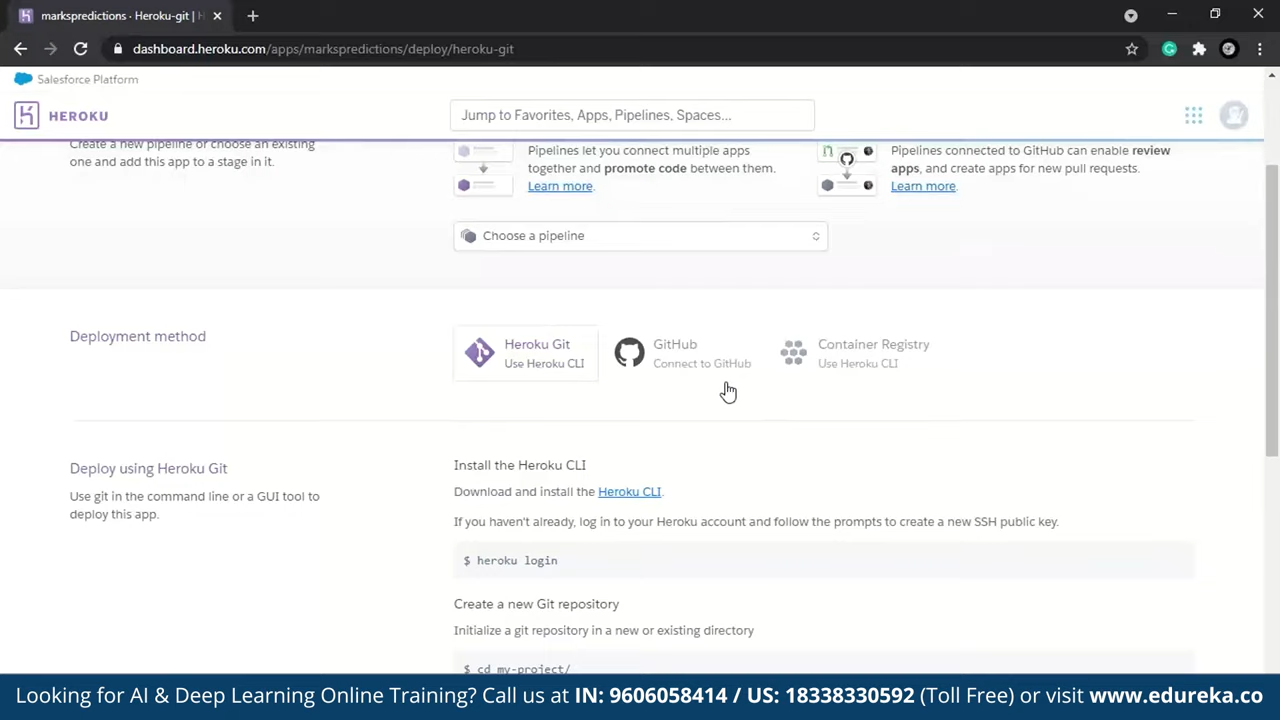 markspredictions · Heroku-git |
dashboard.heroku.com/apps/markspredictions/deploy/heroku-git
Salesforce Platform
HEROKU
Jump to Favorites, Apps, Pipelines, Spaces...
Create a new pipeline or choose an existing
one and add this app to a stage in it.
Pipelines let you connect multiple apps
together and promote code between them.
Learn more.
Pipelines connected to GitHub can enable review
apps, and create apps for new pull requests.
Learn more.
Choose a pipeline
Deployment method
Heroku Git
Use Heroku CLI
GitHub
Connect to GitHub
Container Registry
Use Heroku CLI
Deploy using Heroku Git
Use git in the command line or a GUI tool to
deploy this app.
Install the Heroku CLI
Download and install the Heroku CLI.
If you haven't already, log in to your Heroku account and follow the prompts to create a new SSH public key.
$ heroku login
Create a new Git repository
Initialize a git repository in a new or existing directory
$ cd my-project/
Looking for AI & Deep Learning Online Training? Call us at IN: 9606058414 / US: 18338330592 (Toll Free) or visit www.edureka.co